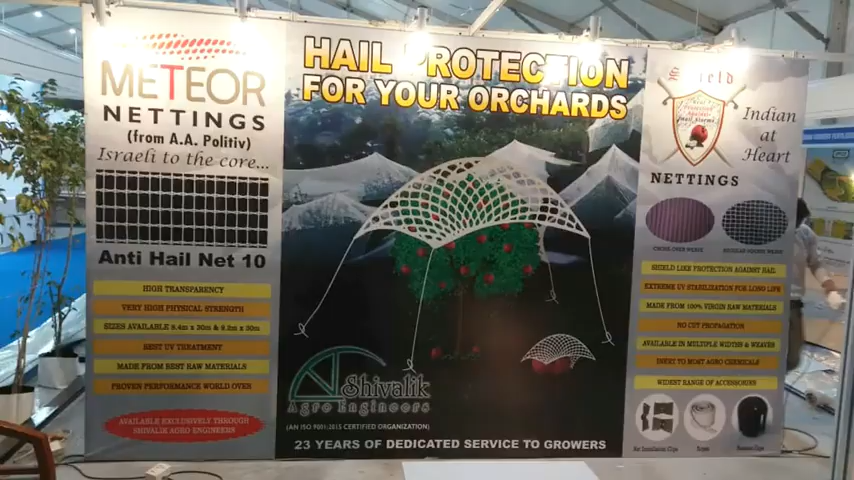 METEOR
NETTINGS
(from A.A. Politiv)
Israeli to the core...
Anti Hail Net 10
HIGH TRANSPARENCY
VERY HIGH PHYSICAL STRENGTH
SIZES AVAILABLE 8.4m x 30m & 9.2m x 30m
BEST UV TREATMENT
MADE FROM BEST RAW MATERIALS
PROVEN PERFORMANCE WORLD OVER
AVAILABLE EXCLUSIVELY THROUGH
SHIVALIK AGRO ENGINEERS
HAIL PROTECTION
FOR YOUR ORCHARDS
Shivalik
Agro Engineers
(AN ISO 9001:2015 CERTIFIED ORGANIZATION)
23 YEARS OF DEDICATED SERVICE TO GROWERS
Shield
Indian
at
Heart
NETTINGS
SHIELD LIKE PROTECTION AGAINST HAIL
EXTREME UV STABILIZATION FOR LONG LIFE
MADE FROM 100% VIRGIN RAW MATERIALS
NO CUT PROPAGATION
AVAILABLE IN MULTIPLE WIDTHS & WEAVES
INERT TO MOST AGRO CHEMICALS
WIDEST RANGE OF ACCESSORIES